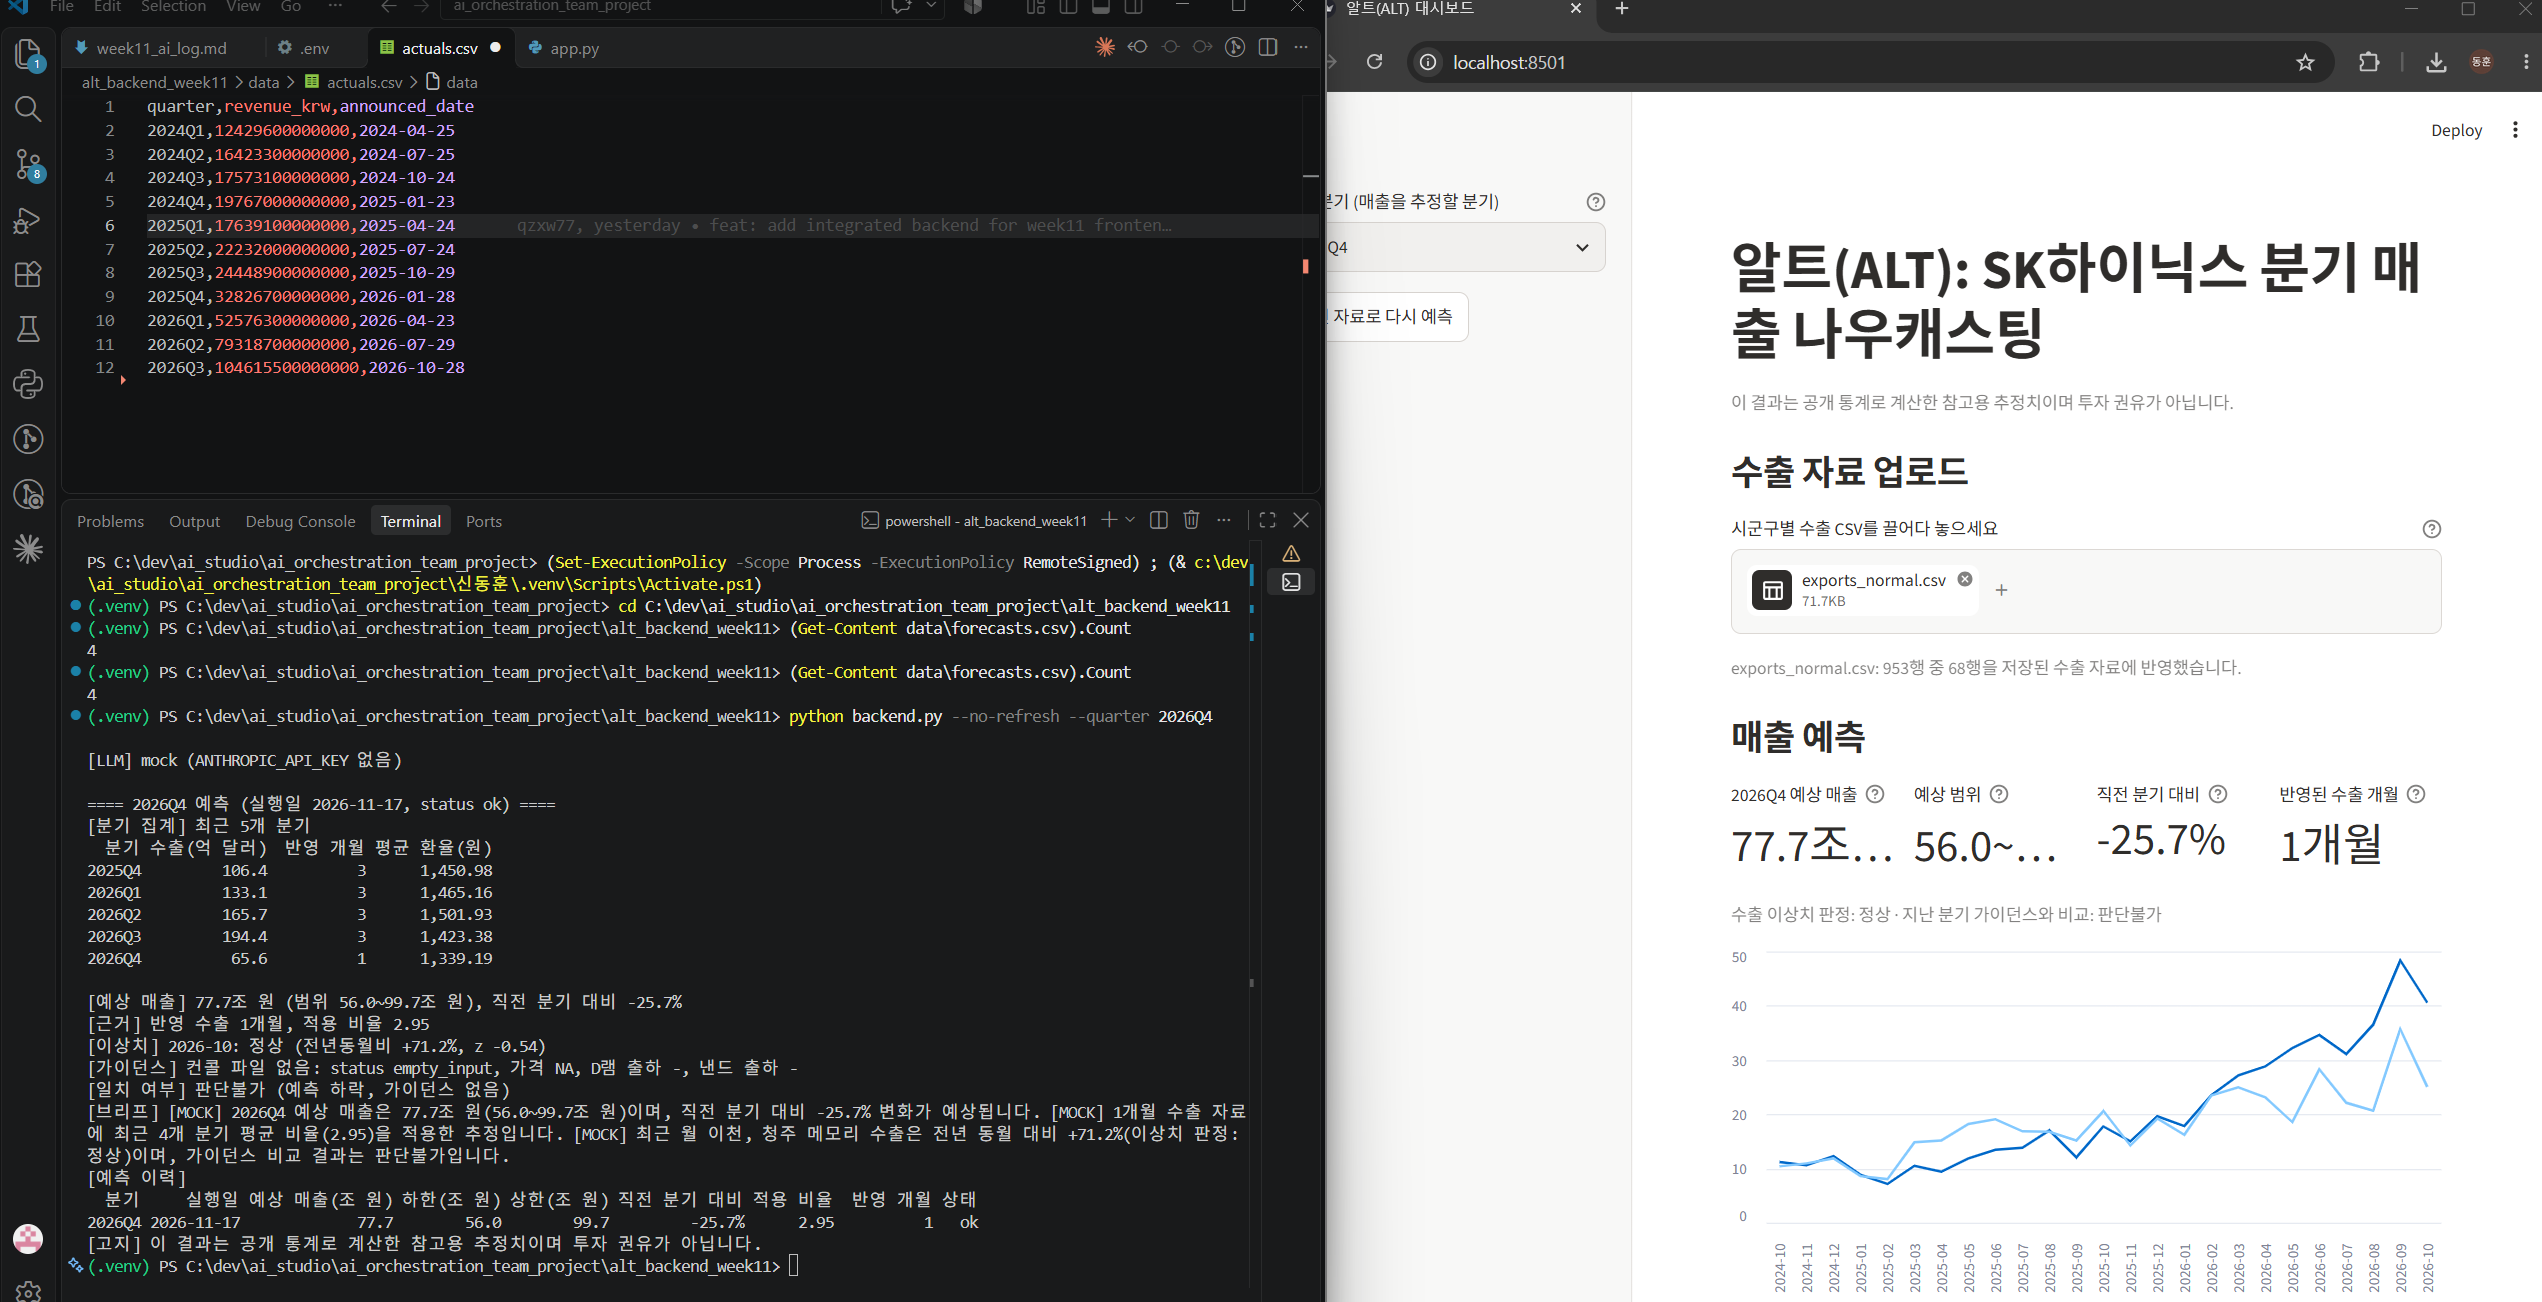 File Edit Selection View Go ··· ai_orchestration_team_project
week11_ai_log.md .env actuals.csv app.py
alt_backend_week11 > data > actuals.csv > data
1 quarter,revenue_krw,announced_date
2 2024Q1,12429600000000,2024-04-25
3 2024Q2,16423300000000,2024-07-25
4 2024Q3,17573100000000,2024-10-24
5 2024Q4,19767000000000,2025-01-23
6 2025Q1,17639100000000,2025-04-24 qzxw77, yesterday • feat: add integrated backend for week11 fronten…
7 2025Q2,22232000000000,2025-07-24
8 2025Q3,24448900000000,2025-10-29
9 2025Q4,32826700000000,2026-01-28
10 2026Q1,52576300000000,2026-04-23
11 2026Q2,79318700000000,2026-07-29
12 2026Q3,104615500000000,2026-10-28
1
8
Problems Output Debug Console Terminal Ports
powershell - alt_backend_week11
PS C:\dev\ai_studio\ai_orchestration_team_project> (Set-ExecutionPolicy -Scope Process -ExecutionPolicy RemoteSigned) ; (& c:\dev
\ai_studio\ai_orchestration_team_project\신동훈\.venv\Scripts\Activate.ps1)
(.venv) PS C:\dev\ai_studio\ai_orchestration_team_project> cd C:\dev\ai_studio\ai_orchestration_team_project\alt_backend_week11
(.venv) PS C:\dev\ai_studio\ai_orchestration_team_project\alt_backend_week11> (Get-Content data\forecasts.csv).Count
4
(.venv) PS C:\dev\ai_studio\ai_orchestration_team_project\alt_backend_week11> (Get-Content data\forecasts.csv).Count
4
(.venv) PS C:\dev\ai_studio\ai_orchestration_team_project\alt_backend_week11> python backend.py --no-refresh --quarter 2026Q4
[LLM] mock (ANTHROPIC_API_KEY 없음)
==== 2026Q4 예측 (실행일 2026-11-17, status ok) ====
[분기 집계] 최근 5개 분기
분기 수출(억 달러) 반영 개월 평균 환율(원)
2025Q4 106.4 3 1,450.98
2026Q1 133.1 3 1,465.16
2026Q2 165.7 3 1,501.93
2026Q3 194.4 3 1,423.38
2026Q4 65.6 1 1,339.19
[예상 매출] 77.7조 원 (범위 56.0~99.7조 원), 직전 분기 대비 -25.7%
[근거] 반영 수출 1개월, 적용 비율 2.95
[이상치] 2026-10: 정상 (전년동월비 +71.2%, z -0.54)
[가이던스] 컨콜 파일 없음: status empty_input, 가격 NA, D램 출하 -, 낸드 출하 -
[일치 여부] 판단불가 (예측 하락, 가이던스 없음)
[브리프] [MOCK] 2026Q4 예상 매출은 77.7조 원(56.0~99.7조 원)이며, 직전 분기 대비 -25.7% 변화가 예상됩니다. [MOCK] 1개월 수출 자료
에 최근 4개 분기 평균 비율(2.95)을 적용한 추정입니다. [MOCK] 최근 월 이천, 청주 메모리 수출은 전년 동월 대비 +71.2%(이상치 판정:
정상)이며, 가이던스 비교 결과는 판단불가입니다.
[예측 이력]
분기 실행일 예상 매출(조 원) 하한(조 원) 상한(조 원) 직전 분기 대비 적용 비율 반영 개월 상태
2026Q4 2026-11-17 77.7 56.0 99.7 -25.7% 2.95 1 ok
[고지] 이 결과는 공개 통계로 계산한 참고용 추정치이며 투자 권유가 아닙니다.
(.venv) PS C:\dev\ai_studio\ai_orchestration_team_project\alt_backend_week11>
알트(ALT) 대시보드
localhost:8501
동훈
분기 (매출을 추정할 분기)
Q4
자료로 다시 예측
Deploy
알트(ALT): SK하이닉스 분기 매
출 나우캐스팅
이 결과는 공개 통계로 계산한 참고용 추정치이며 투자 권유가 아닙니다.
수출 자료 업로드
시군구별 수출 CSV를 끌어다 놓으세요
exports_normal.csv
71.7KB
exports_normal.csv: 953행 중 68행을 저장된 수출 자료에 반영했습니다.
매출 예측
2026Q4 예상 매출 예상 범위 직전 분기 대비 반영된 수출 개월
77.7조… 56.0~… -25.7% 1개월
수출 이상치 판정: 정상 · 지난 분기 가이던스와 비교: 판단불가
50
40
30
20
10
0
2024-10 2024-11 2024-12 2025-01 2025-02 2025-03 2025-04 2025-05 2025-06 2025-07 2025-08 2025-09 2025-10 2025-11 2025-12 2026-01 2026-02 2026-03 2026-04 2026-05 2026-06 2026-07 2026-08 2026-09 2026-10